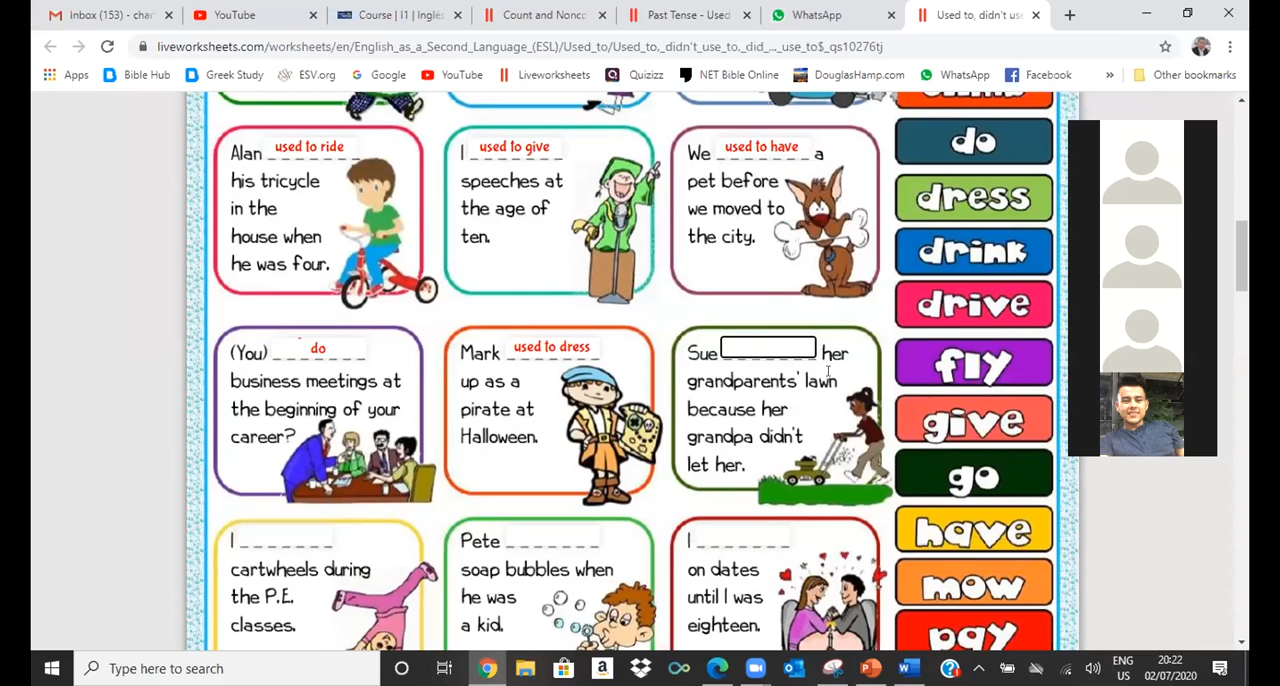 inbox (153) - char
YouTube
Course | I1 | Inglés
Count and Nonco
Past Tense - Used
WhatsApp
Used to, didn't use
liveworksheets.com/worksheets/en/English_as_a_Second_Language_(ESL)/Used_to/Used_to,_didn't_use_to,_did_..._use_to$_qs10276tj
Apps Bible Hub Greek Study ESV.org Google YouTube Liveworksheets Quizizz NET Bible Online DouglasHamp.com WhatsApp Facebook » Other bookmarks
Alan used to ride
his tricycle
in the
house when
he was four.
I used to give
speeches at
the age of
ten.
We used to have a
pet before
we moved to
the city.
(You) do
business meetings at
the beginning of your
career?
Mark used to dress
up as a
pirate at
Halloween.
Sue her
grandparents' lawn
because her
grandpa didn't
let her.
I
cartwheels during
the P.E.
classes.
Pete
soap bubbles when
he was
a kid.
I
on dates
until I was
eighteen.
do
dress
drink
drive
fly
give
go
have
mow
pay
Type here to search
ENG
US
20:22
02/07/2020